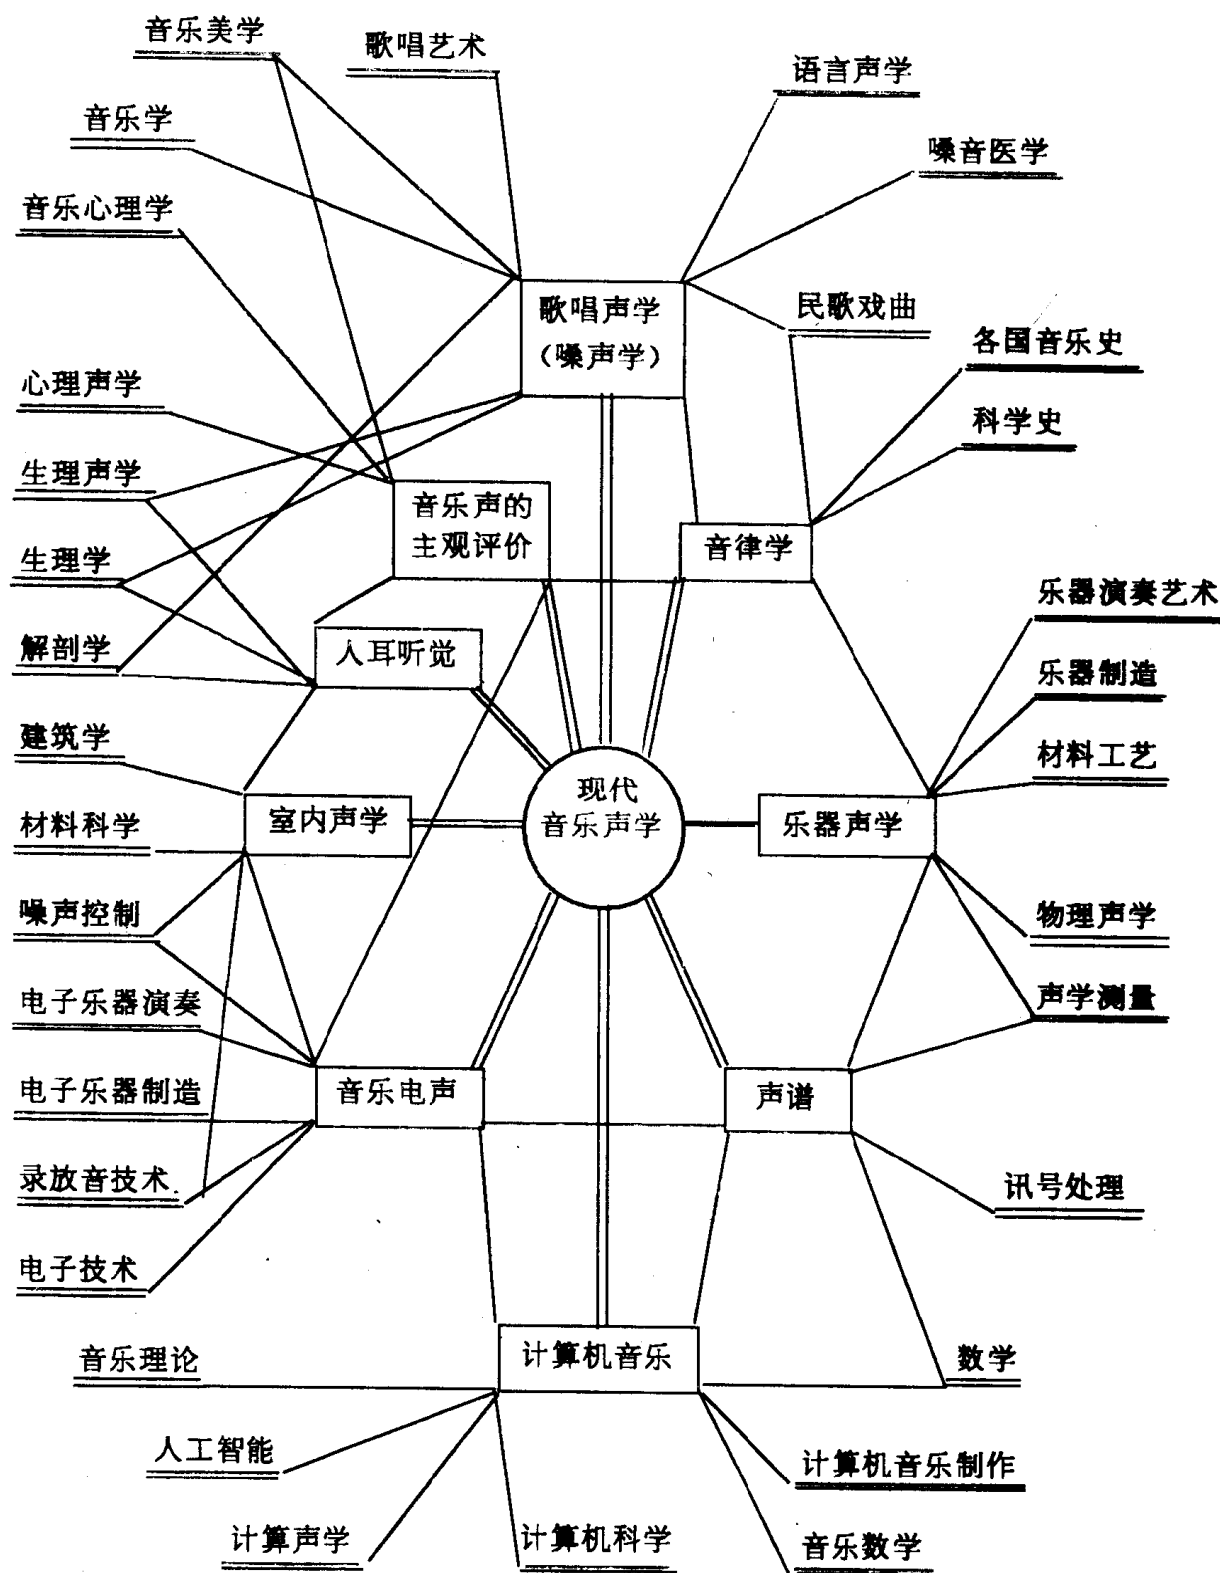 音乐美学
歌唱艺术
语言声学
音乐学
嗓音医学
音乐心理学
歌唱声学
（嗓声学）
民歌戏曲
各国音乐史
心理声学
科学史
生理声学
音乐声的
主观评价
音律学
生理学
乐器演奏艺术
解剖学
人耳听觉
乐器制造
建筑学
材料工艺
现代
音乐声学
材料科学
室内声学
乐器声学
噪声控制
物理声学
电子乐器演奏
声学测量
电子乐器制造
音乐电声
声谱
录放音技术
讯号处理
电子技术
音乐理论
计算机音乐
数学
人工智能
计算机音乐制作
计算声学
计算机科学
音乐数学